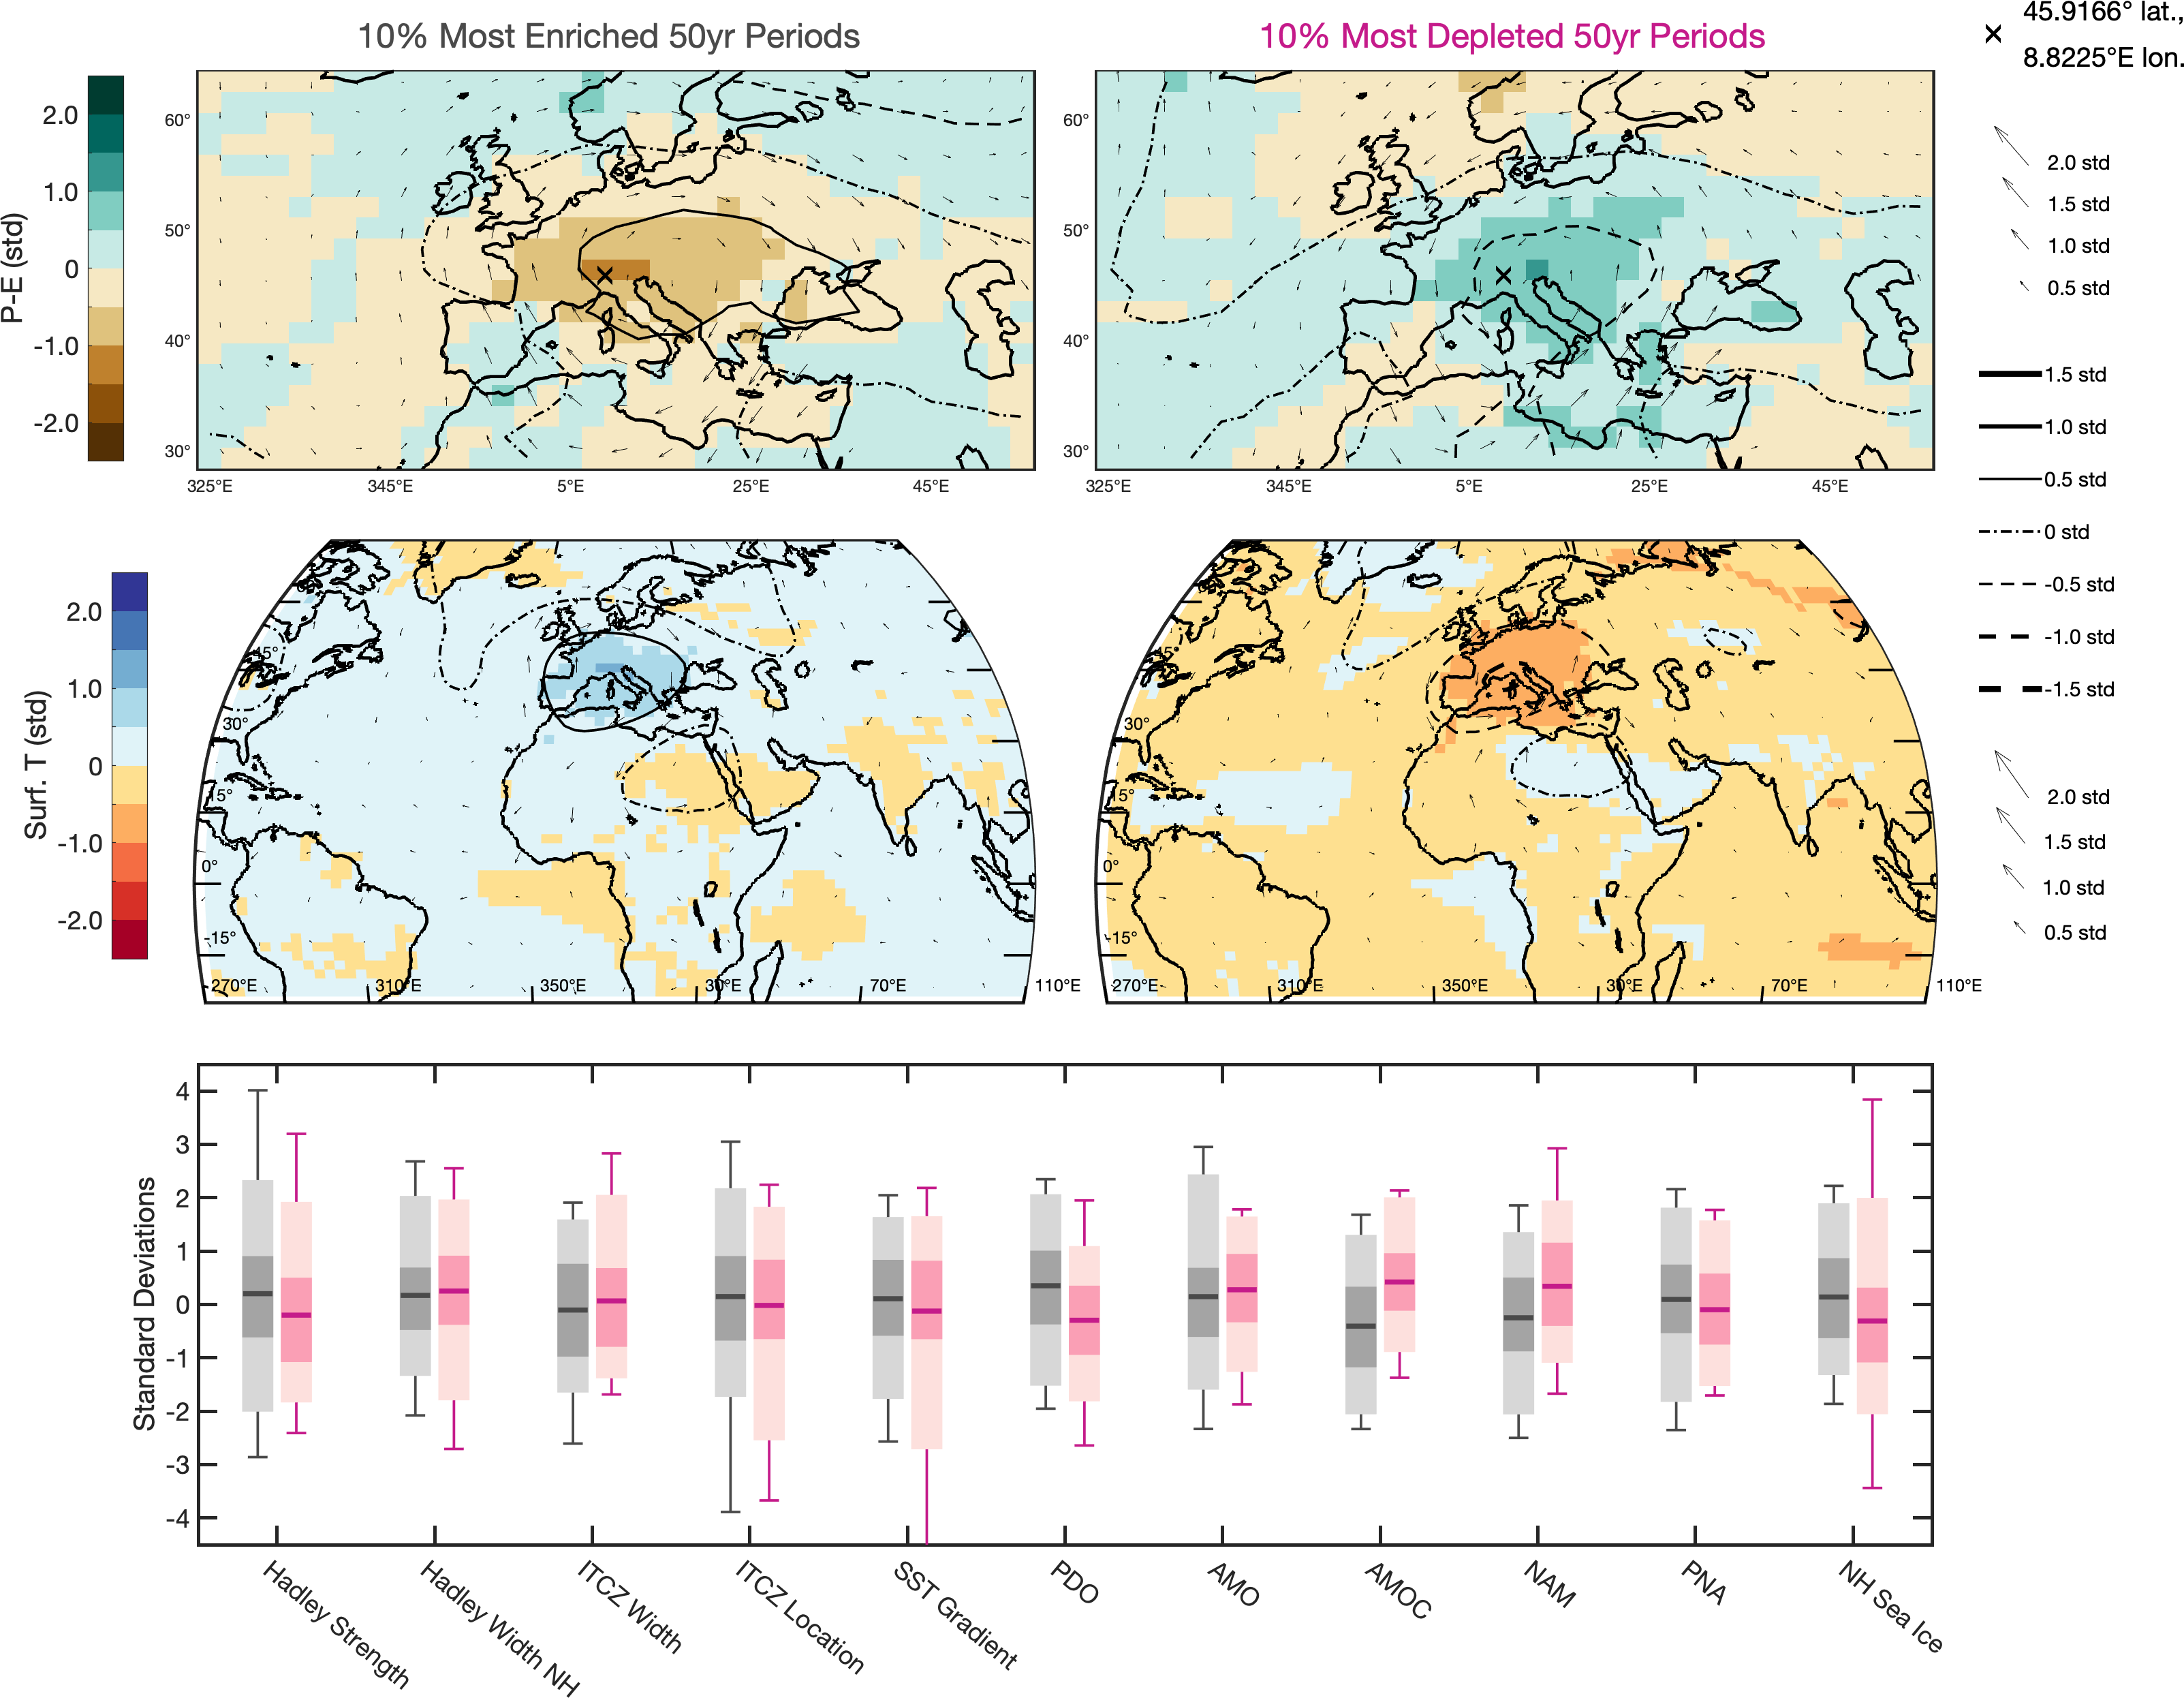 10% Most Enriched 50yr Periods
10% Most Depleted 50yr Periods
45.9166° lat.,
8.8225°E lon.
P-E (std)
2.0
1.0
0
-1.0
-2.0
60°
50°
40°
30°
325°E 345°E 5°E 25°E 45°E
60°
50°
40°
30°
325°E 345°E 5°E 25°E 45°E
2.0 std
1.5 std
1.0 std
0.5 std
1.5 std
1.0 std
0.5 std
0 std
-0.5 std
-1.0 std
-1.5 std
Surf. T (std)
2.0
1.0
0
-1.0
-2.0
45°
30°
15°
0°
-15°
270°E 310°E 350°E 30°E 70°E 110°E
45°
30°
15°
0°
-15°
270°E 310°E 350°E 30°E 70°E 110°E
2.0 std
1.5 std
1.0 std
0.5 std
Standard Deviations
4
3
2
1
0
-1
-2
-3
-4
Hadley Strength
Hadley Width NH
ITCZ Width
ITCZ Location
SST Gradient
PDO
AMO
AMOC
NAM
PNA
NH Sea Ice